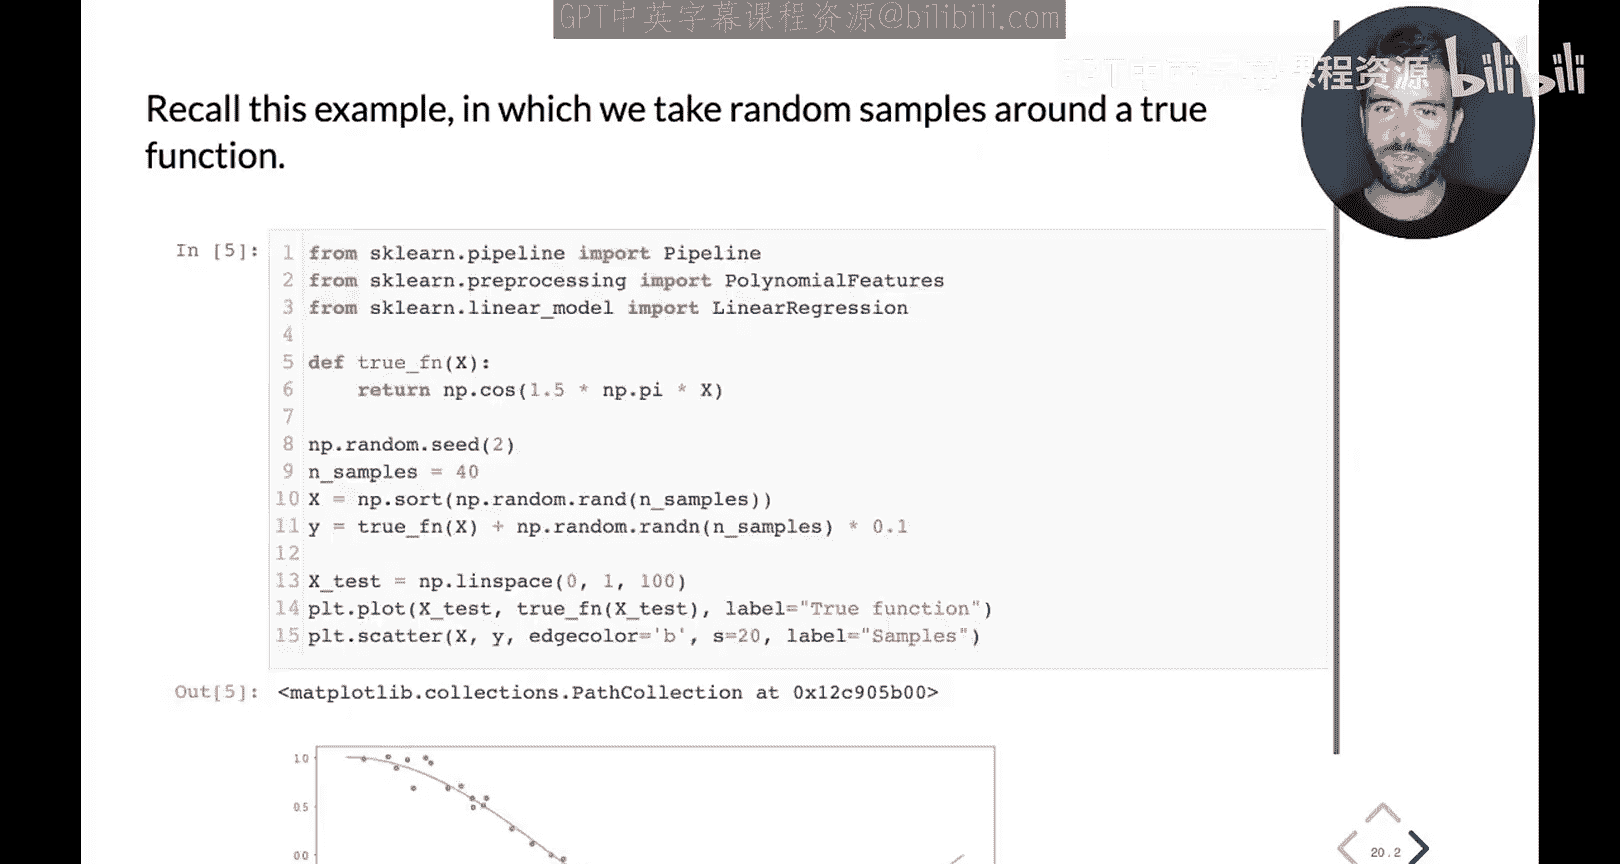 GPT中英字幕课程资源@bilibili.com
课程资源 bilibili
Recall this example, in which we take random samples around a true
function.
In [5]:
1 from sklearn.pipeline import Pipeline
2 from sklearn.preprocessing import PolynomialFeatures
3 from sklearn.linear_model import LinearRegression
4
5 def true_fn(X):
6     return np.cos(1.5 * np.pi * X)
7
8 np.random.seed(2)
9 n_samples = 40
10 X = np.sort(np.random.rand(n_samples))
11 y = true_fn(X) + np.random.randn(n_samples) * 0.1
12
13 X_test = np.linspace(0, 1, 100)
14 plt.plot(X_test, true_fn(X_test), label="True function")
15 plt.scatter(X, y, edgecolor='b', s=20, label="Samples")
Out[5]: <matplotlib.collections.PathCollection at 0x12c905b00>
1.0
0.5
0.0
20.2